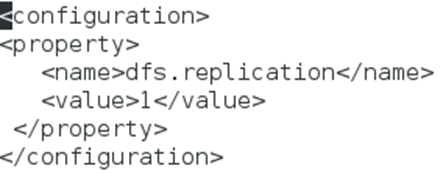 <configuration>
<property>
   <name>dfs.replication</name>
   <value>1</value>
 </property>
</configuration>